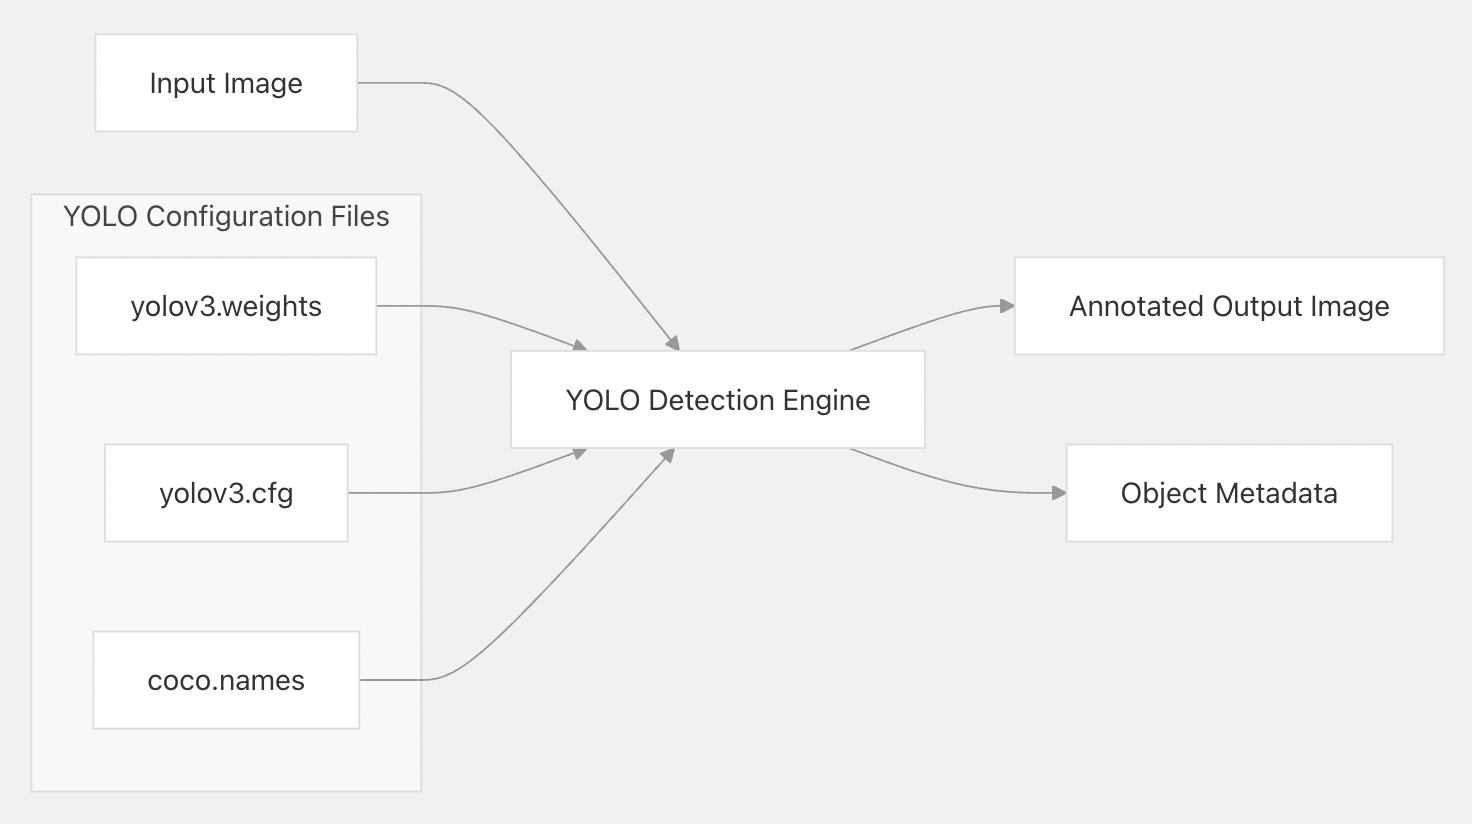 Input Image
YOLO Configuration Files
yolov3.weights
yolov3.cfg
coco.names
YOLO Detection Engine
Annotated Output Image
Object Metadata